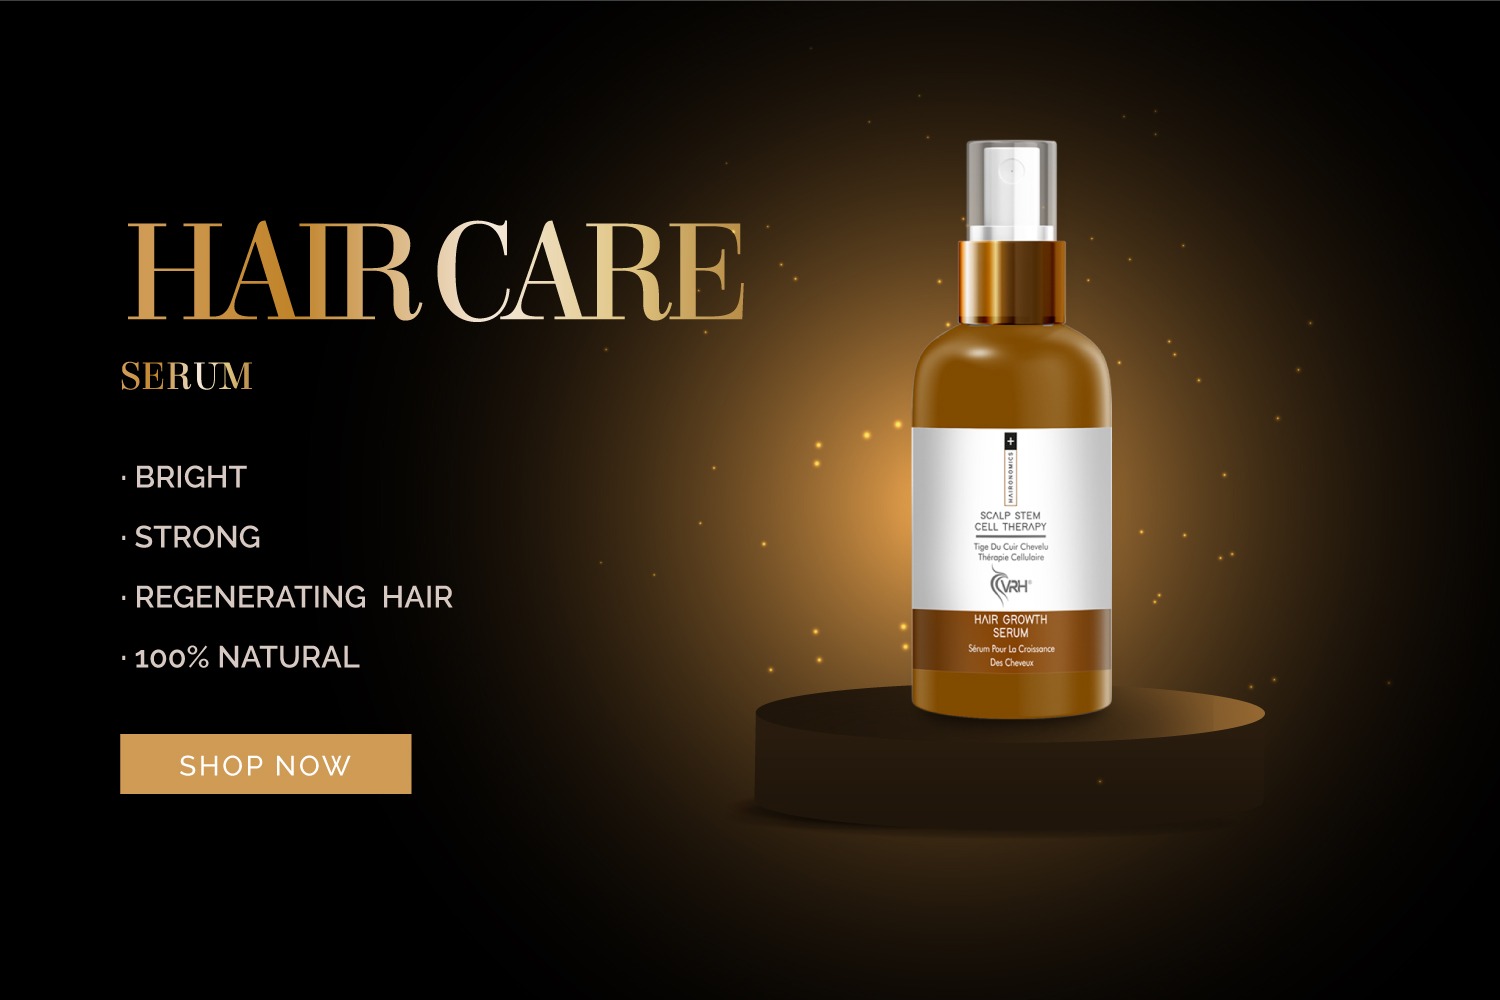 HAIR CARE
SERUM
· BRIGHT
· STRONG
· REGENERATING HAIR
· 100% NATURAL
SHOP NOW
+
HAIRONOMICS
SCALP STEM
CELL THERAPY
Tige Du Cuir Chevelu
Thérapie Cellulaire
VRH®
HAIR GROWTH
SERUM
Sérum Pour La Croissance
Des Cheveux